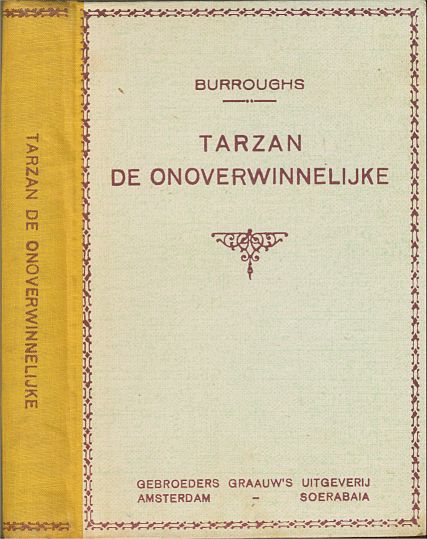 TARZAN DE ONOVERWINNELIJKE
BURROUGHS
TARZAN
DE ONOVERWINNELIJKE
GEBROEDERS GRAAUW'S UITGEVERIJ
AMSTERDAM – SOERABAIA